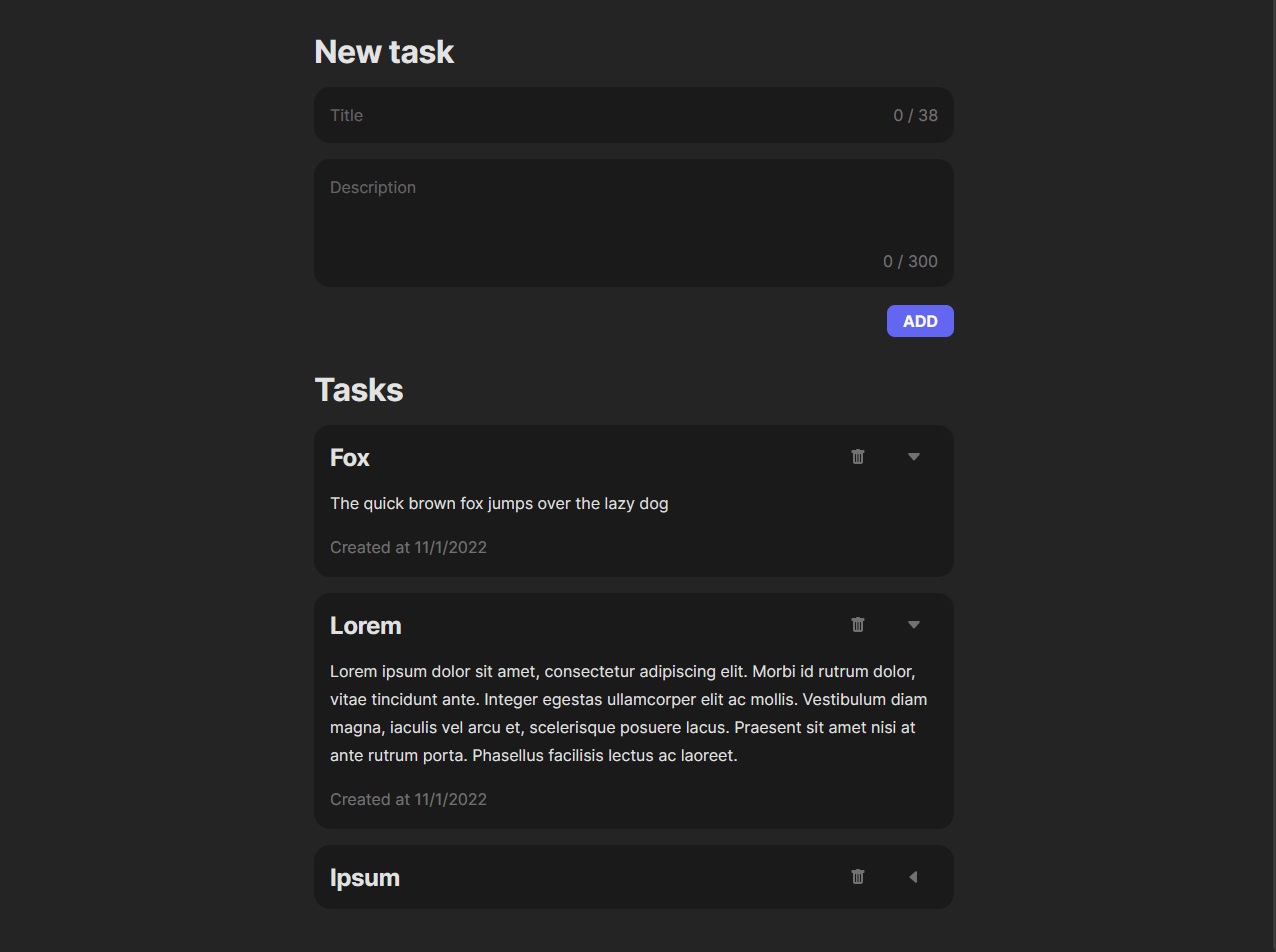 New task
Title
0 / 38
Description
0 / 300
ADD
Tasks
Fox
The quick brown fox jumps over the lazy dog
Created at 11/1/2022
Lorem
Lorem ipsum dolor sit amet, consectetur adipiscing elit. Morbi id rutrum dolor,
vitae tincidunt ante. Integer egestas ullamcorper elit ac mollis. Vestibulum diam
magna, iaculis vel arcu et, scelerisque posuere lacus. Praesent sit amet nisi at
ante rutrum porta. Phasellus facilisis lectus ac laoreet.
Created at 11/1/2022
Ipsum